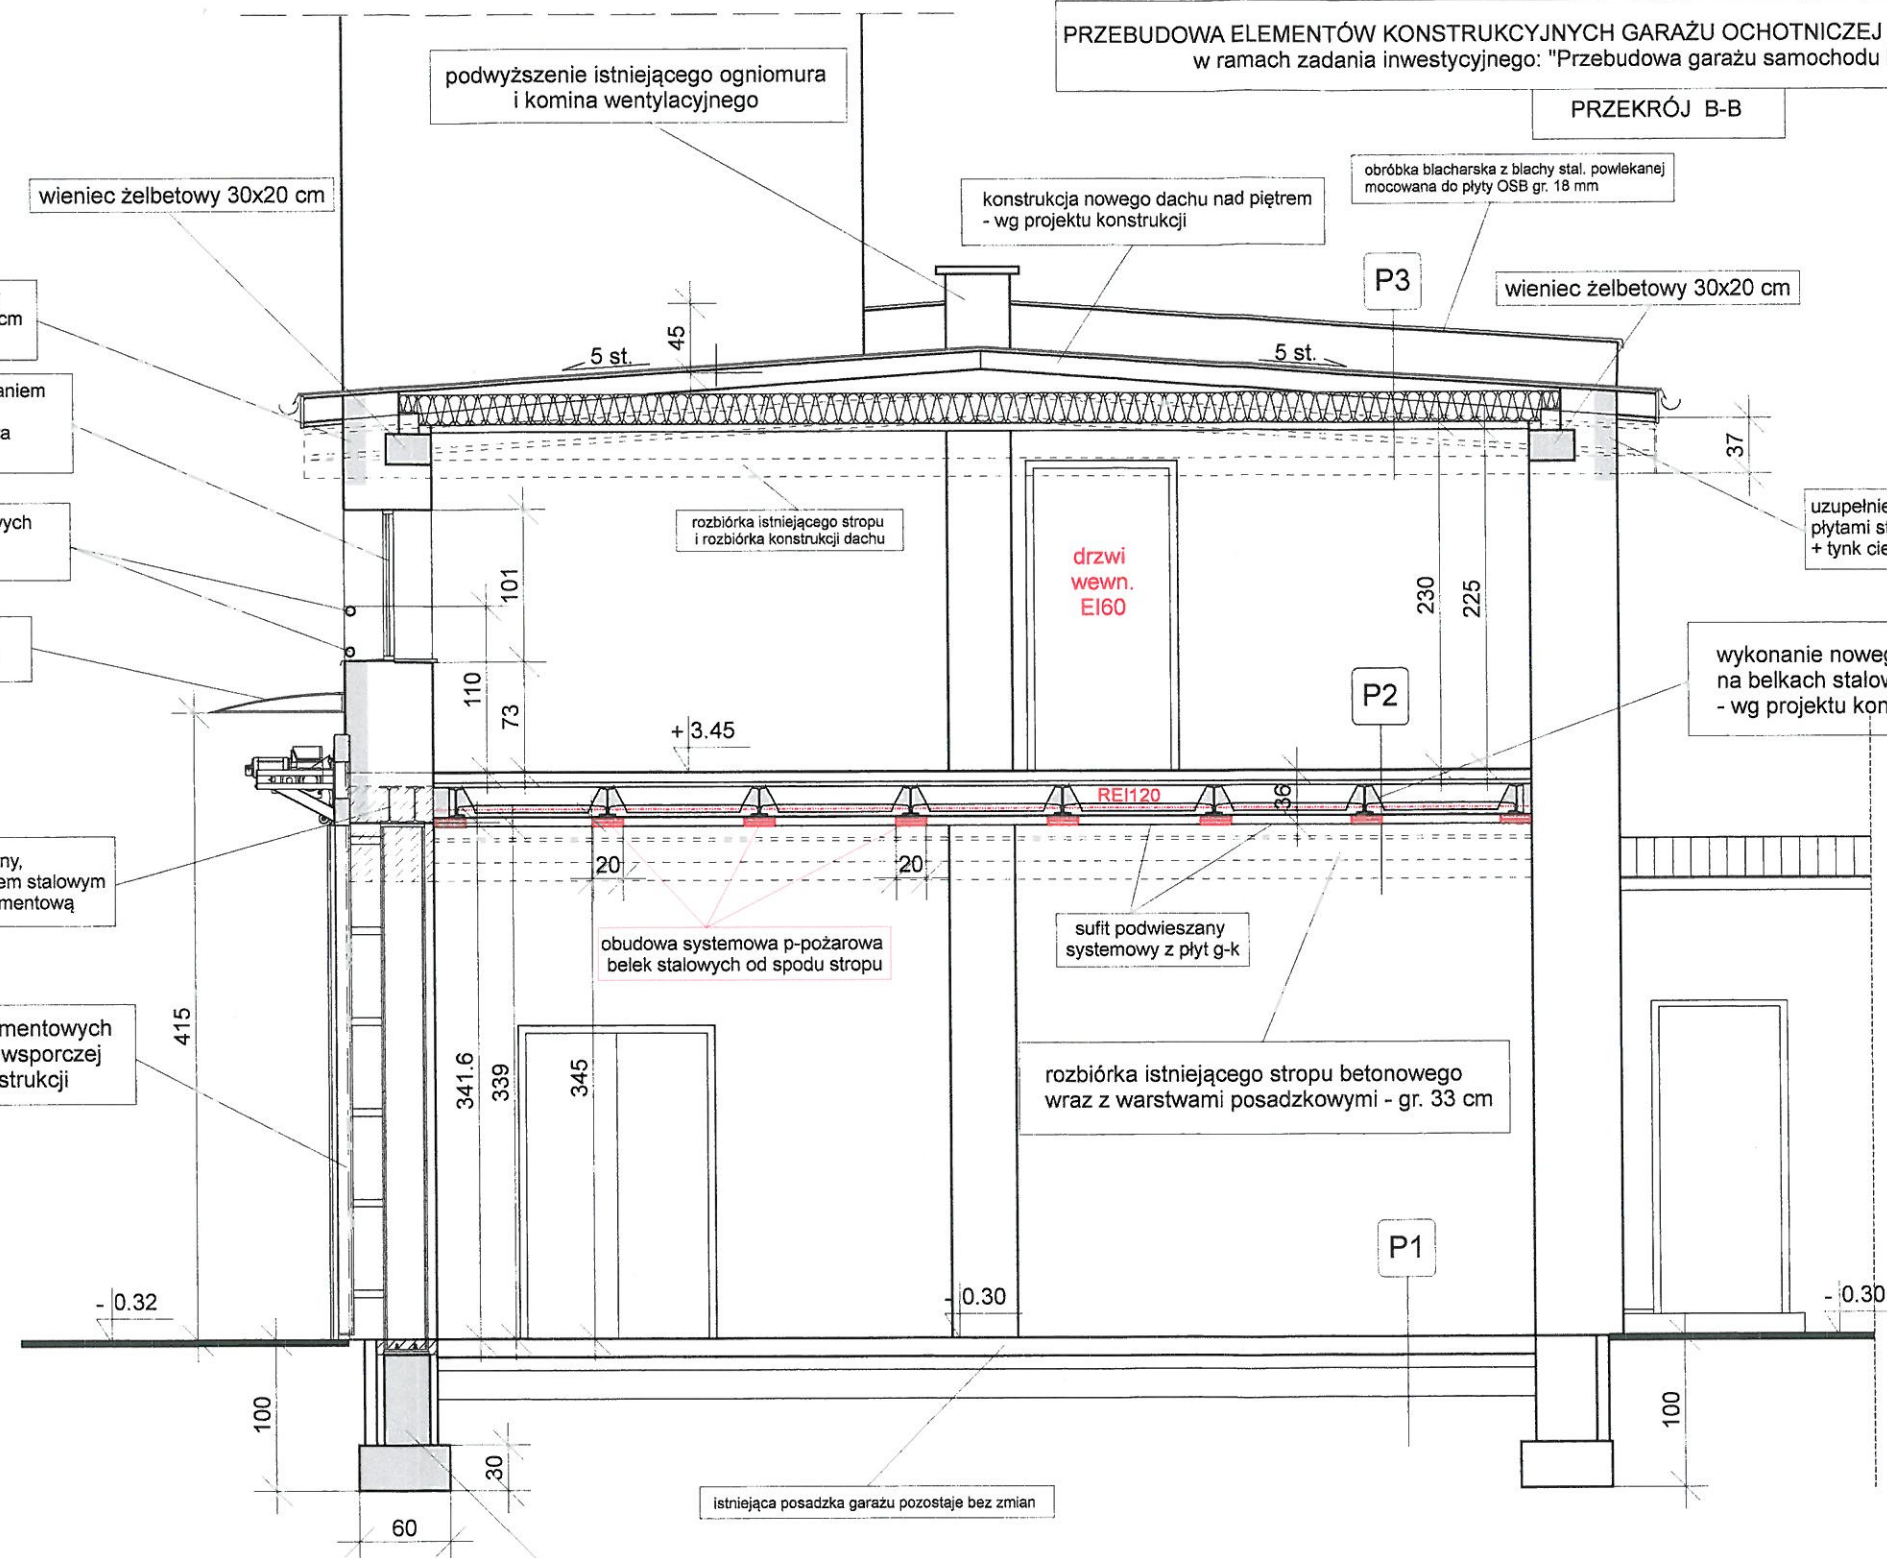 PRZEBUDOWA ELEMENTÓW KONSTRUKCYJNYCH GARAŻU OCHOTNICZEJ
w ramach zadania inwestycyjnego: "Przebudowa garażu samochodu
PRZEKRÓJ B-B
podwyższenie istniejącego ogniomura
i komina wentylacyjnego
obróbka blacharska z blachy stal. powlekanej
mocowana do płyty OSB gr. 18 mm
wieniec żelbetowy 30x20 cm
konstrukcja nowego dachu nad piętrem
- wg projektu konstrukcji
P3
wieniec żelbetowy 30x20 cm
cm
45
5 st.
5 st.
aniem
ra
37
wych
rozbiórka istniejącego stropu
i rozbiórka konstrukcji dachu
uzupełnie
płytami s
+ tynk cie
drzwi
wewn.
EI60
101
230
225
110
73
wykonanie noweg
na belkach stalow
- wg projektu kon
P2
+ 3.45
REI120
36
20
20
ny,
em stalowym
mentową
obudowa systemowa p-pożarowa
belek stalowych od spodu stropu
sufit podwieszany
systemowy z płyt g-k
415
mentowych
wsporczej
strukcji
341.6
339
345
rozbiórka istniejącego stropu betonowego
wraz z warstwami posadzkowymi - gr. 33 cm
P1
- 0.32
- 0.30
- 0.30
100
30
100
istniejąca posadzka garażu pozostaje bez zmian
60